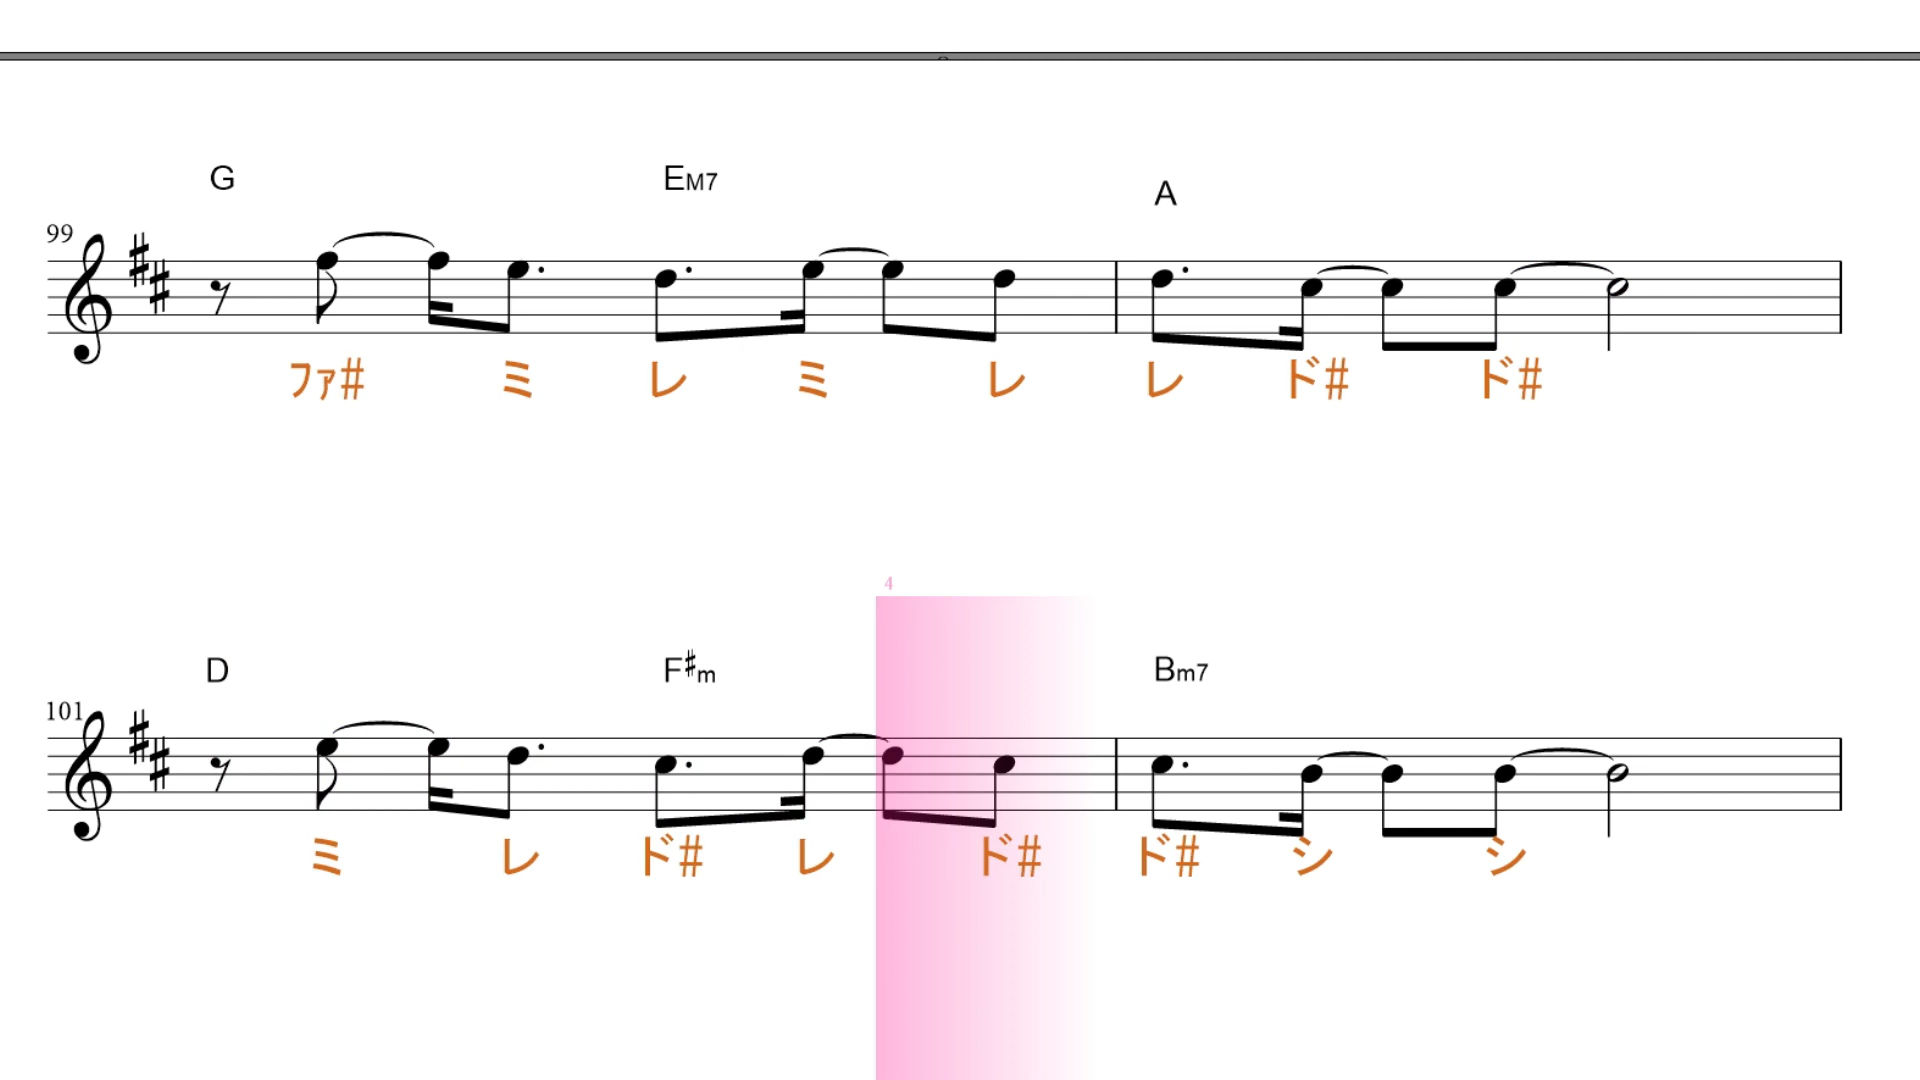 G EM7 A
99
ファ# ミ レ ミ レ レ ド# ド#
4
D F♯m Bm7
101
ミ レ ド# レ ド# ド# シ シ